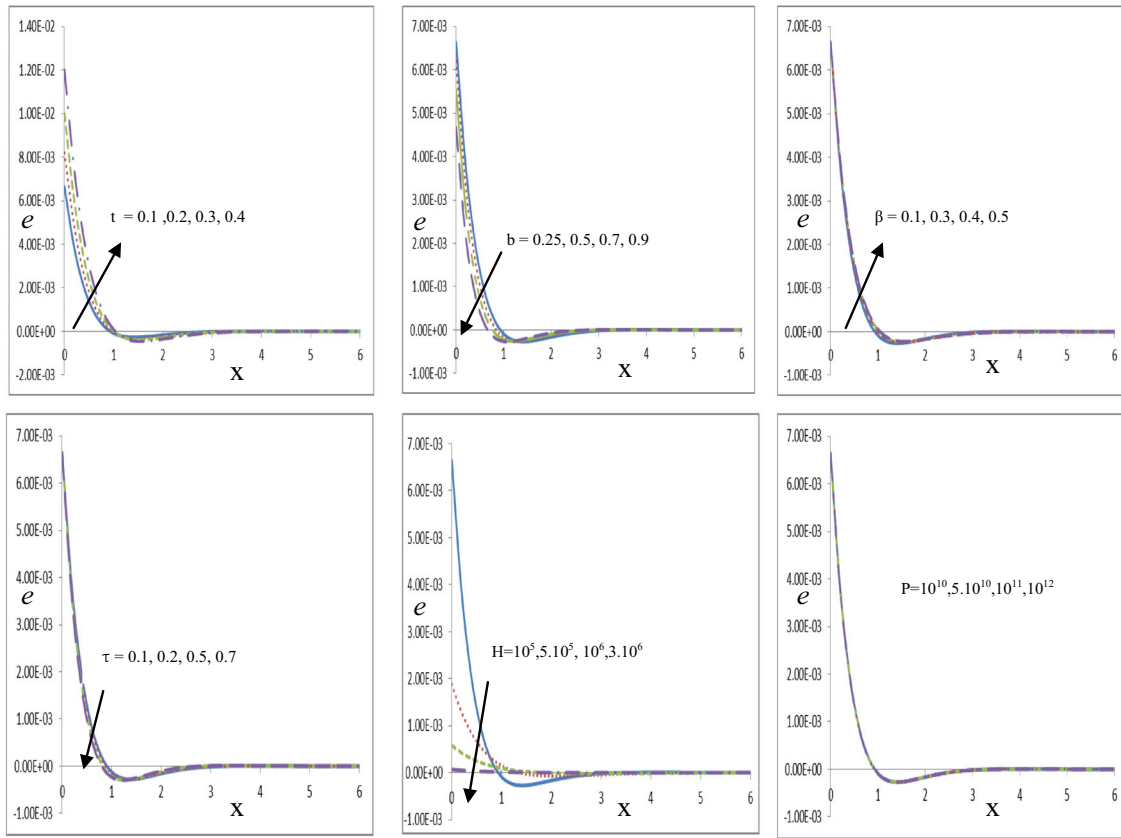 1.40E-02
1.20E-02
1.00E-02
8.00E-03
6.00E-03
e
t = 0.1 ,0.2, 0.3, 0.4
4.00E-03
2.00E-03
0.00E+00
0 1 2 3 4 5 6
-2.00E-03
X
7.00E-03
6.00E-03
5.00E-03
4.00E-03
3.00E-03
e
b = 0.25, 0.5, 0.7, 0.9
2.00E-03
1.00E-03
0.00E+00
0 1 2 3 4 5 6
-1.00E-03
X
7.00E-03
6.00E-03
5.00E-03
4.00E-03
3.00E-03
e
β = 0.1, 0.3, 0.4, 0.5
2.00E-03
1.00E-03
0.00E+00
0 1 2 3 4 5 6
-1.00E-03
X
7.00E-03
6.00E-03
5.00E-03
4.00E-03
e
3.00E-03
τ = 0.1, 0.2, 0.5, 0.7
2.00E-03
1.00E-03
0.00E+00
0 1 2 3 4 5 6
-1.00E-03
X
7.00E-03
6.00E-03
5.00E-03
4.00E-03
e
3.00E-03
H=10⁵,5.10⁵, 10⁶,3.10⁶
2.00E-03
1.00E-03
0.00E+00
0 1 2 3 4 5 6
-1.00E-03
X
7.00E-03
6.00E-03
5.00E-03
4.00E-03
P=10¹⁰,5.10¹⁰,10¹¹,10¹²
e
3.00E-03
2.00E-03
1.00E-03
0.00E+00
0 1 2 3 4 5 6
-1.00E-03
X